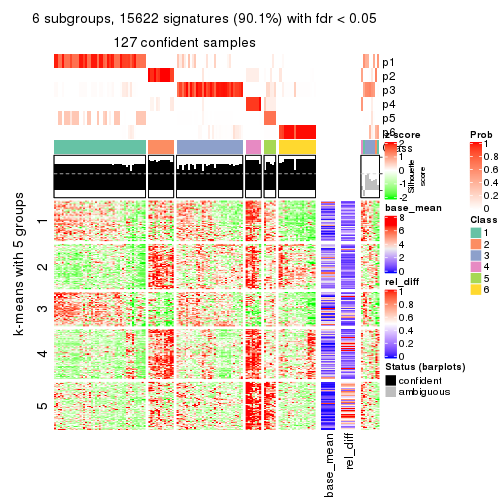 6 subgroups, 15622 signatures (90.1%) with fdr < 0.05
127 confident samples
p1
p2
p3
p4
p5
p6
Class
z-score
2
1
0
-1
-2
Silhouette
score
Prob
1
0.8
0.6
0.4
0.2
0
base_mean
8
6
4
2
0
Class
1
2
3
4
5
6
rel_diff
1
0.8
0.6
0.4
0.2
0
Status (barplots)
confident
ambiguous
k-means with 5 groups
1
2
3
4
5
base_mean
rel_diff